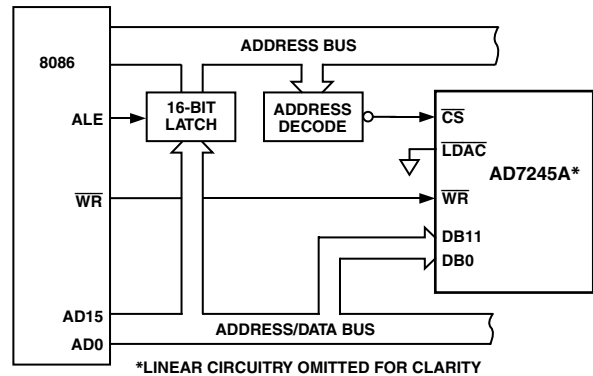 ADDRESS BUS
8086
16-BIT
LATCH
ADDRESS
DECODE
ALE
CS
LDAC
AD7245A*
WR
WR
DB11
DB0
AD15
ADDRESS/DATA BUS
AD0
*LINEAR CIRCUITRY OMITTED FOR CLARITY